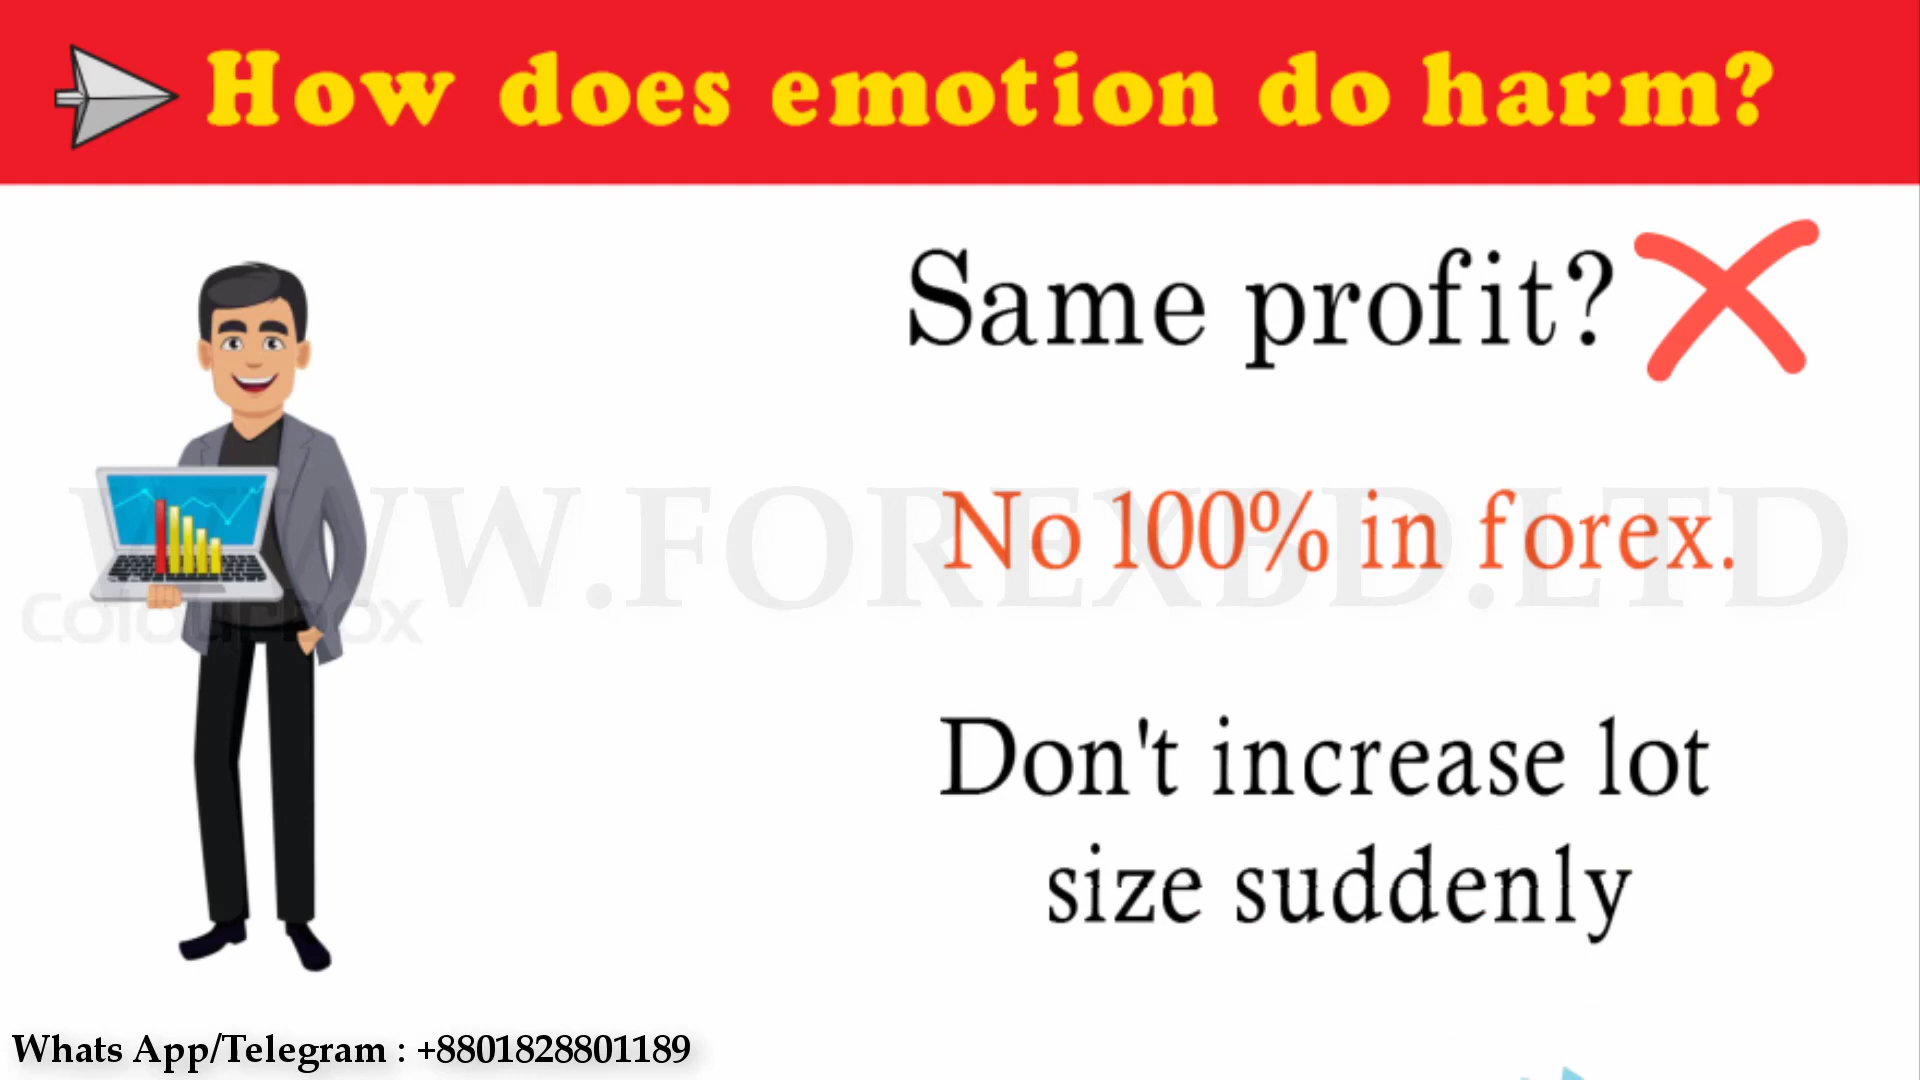 How does emotion do harm?
Same profit?
No 100% in forex.
WWW.FOREXBD.LTD
Colourbox
Don't increase lot
size suddenly
Whats App/Telegram : +8801828801189